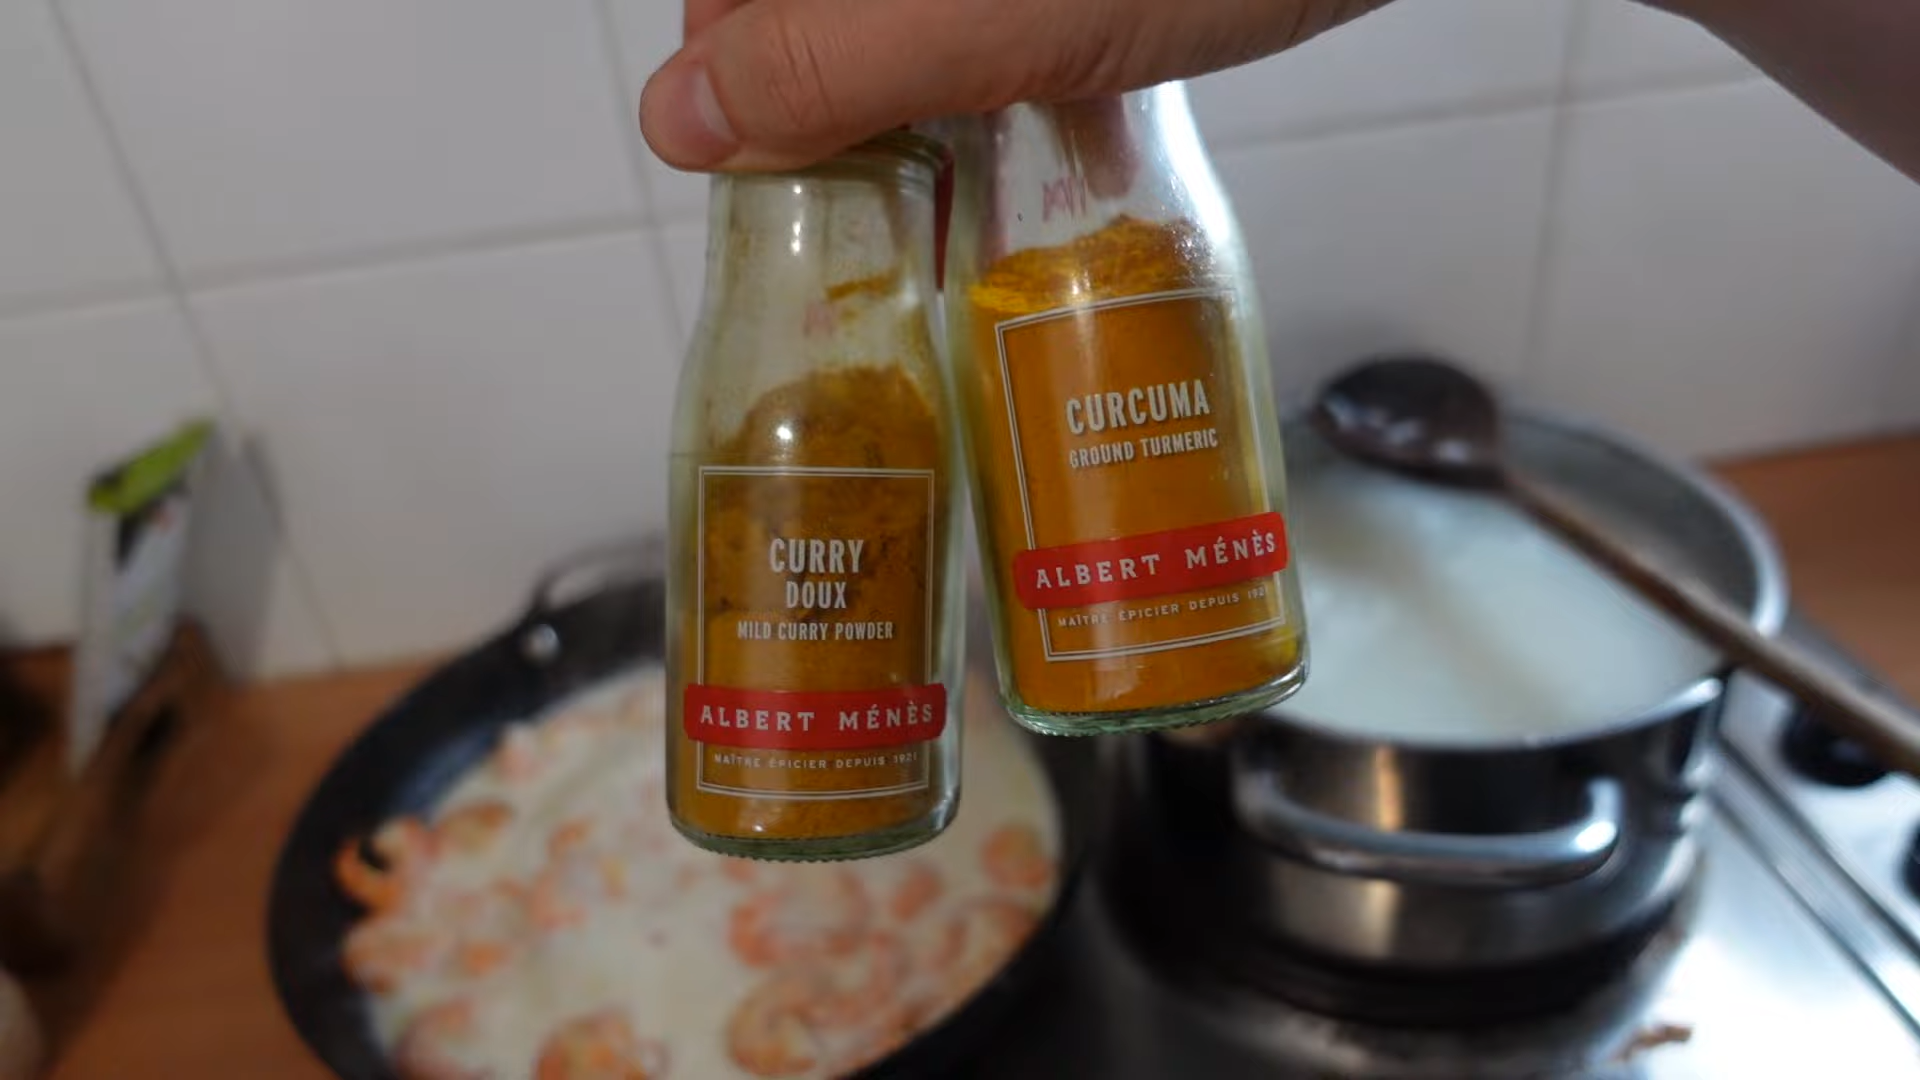 CURRY
DOUX
MILD CURRY POWDER
ALBERT MÉNÈS
MAÎTRE ÉPICIER DEPUIS 1921
CURCUMA
GROUND TURMERIC
ALBERT MÉNÈS
MAÎTRE ÉPICIER DEPUIS 1921